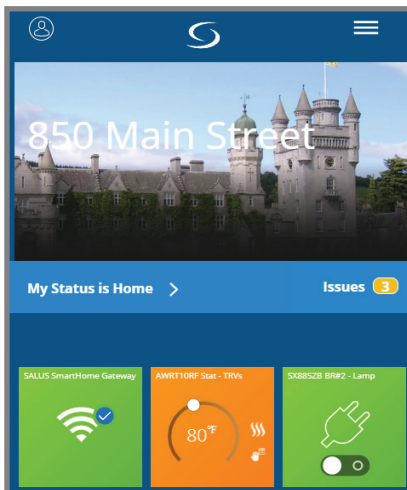 850 Main Street
My Status is Home
Issues 3
SALUS SmartHome Gateway
AWRT10RF Stat - TRVs
SX885ZB BR#2 - Lamp
80°F